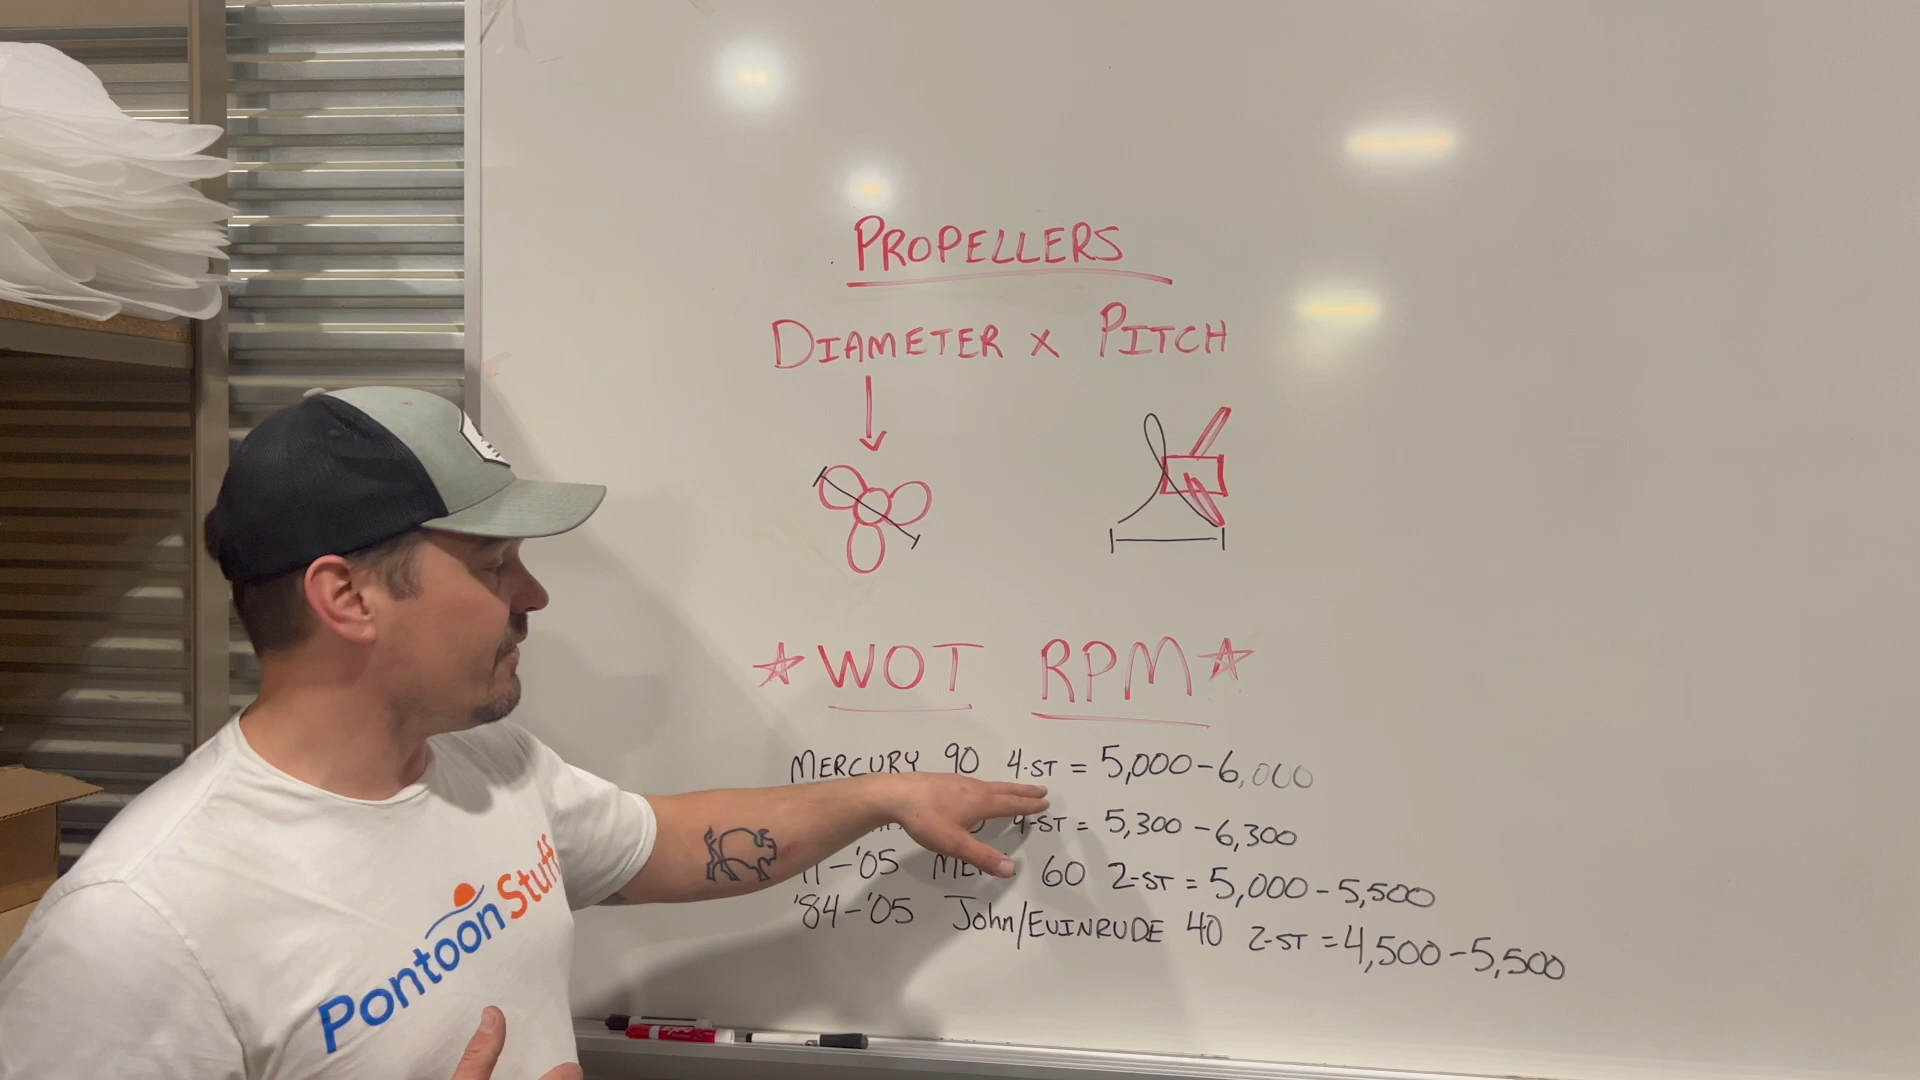 PROPELLERS
DIAMETER x PITCH
★WOT RPM★
MERCURY 90 4-ST = 5,000-6,000
4-ST = 5,300-6,300
-'05 60 2-ST = 5,000-5,500
'84-'05 John/EVINRUDE 40 2-ST = 4,500-5,500
Pontoon Stuff